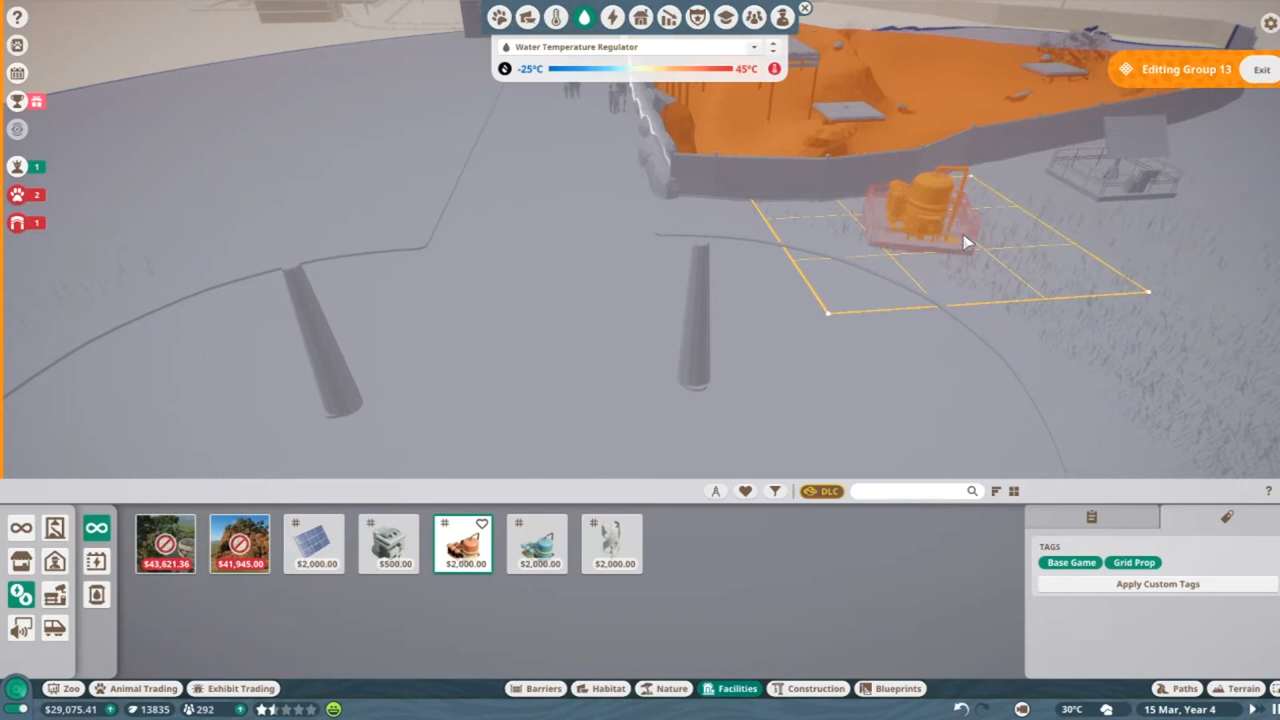 ?
Water Temperature Regulator
-25°C 45°C
Editing Group 13 Exit
1
2
1
DLC
?
# # # # #
$43,621.36 $41,945.00 $2,000.00 $500.00 $2,000.00 $2,000.00 $2,000.00
TAGS
Base Game Grid Prop
Apply Custom Tags
Zoo Animal Trading Exhibit Trading Barriers Habitat Nature Facilities Construction Blueprints Paths Terrain
$29,075.41 13835 292 30°C 15 Mar, Year 4